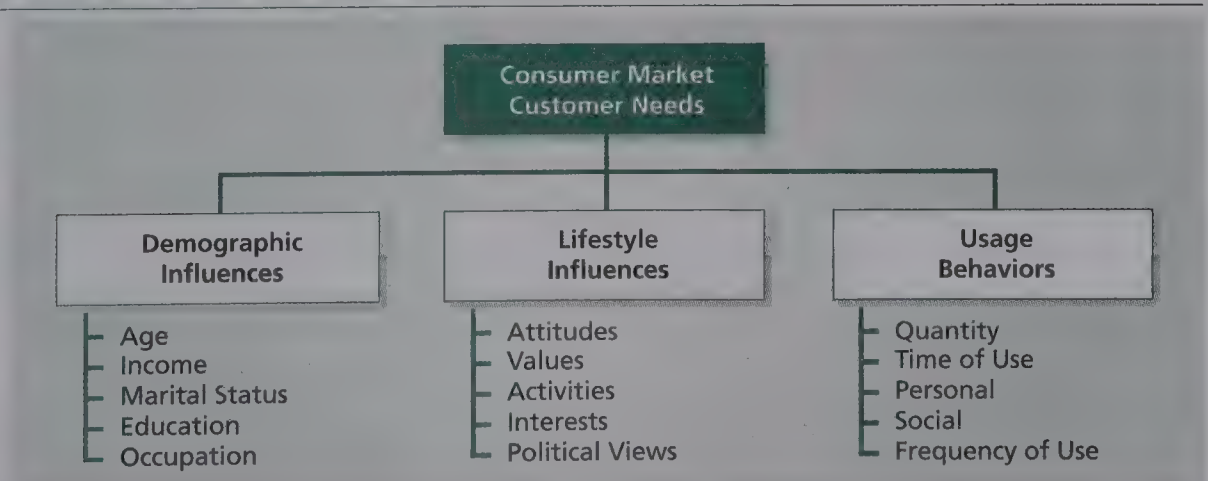 Consumer Market
Customer Needs
Demographic
Influences
Age
Income
Marital Status
Education
Occupation
Lifestyle
Influences
Attitudes
Values
Activities
Interests
Political Views
Usage
Behaviors
Quantity
Time of Use
Personal
Social
Frequency of Use